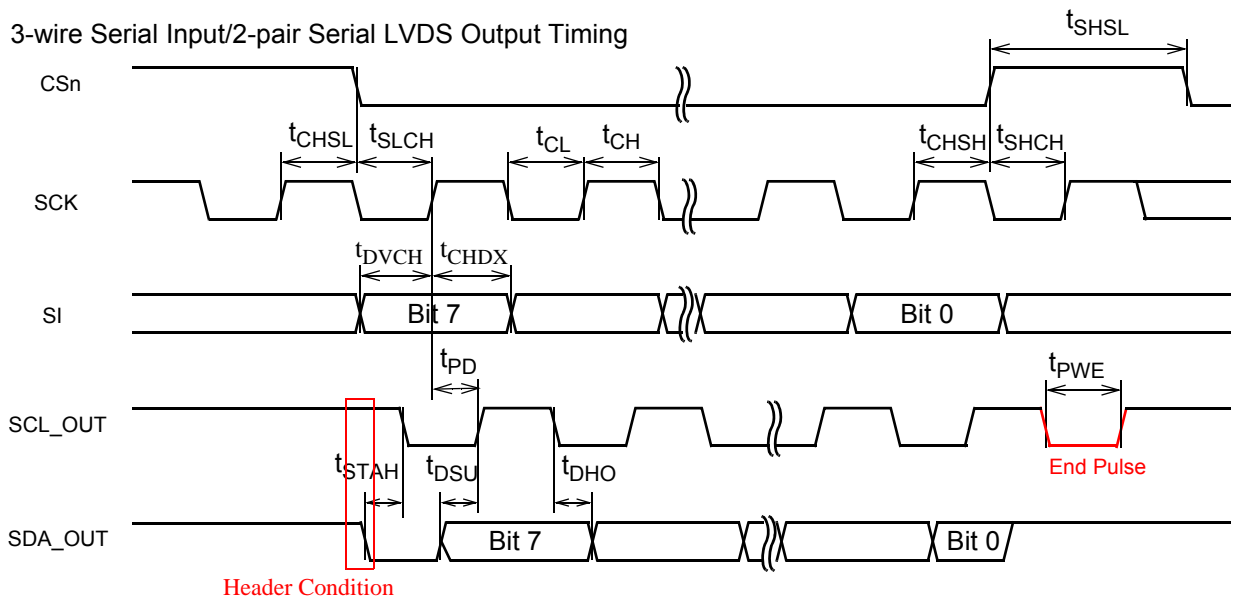 3-wire Serial Input/2-pair Serial LVDS Output Timing
tSHSL
CSn
tCHSL tSLCH tCL tCH tCHSH tSHCH
SCK
tDVCH tCHDX
SI Bit 7 Bit 0
tPD tPWE
SCL_OUT
End Pulse
tSTAH tDSU tDHO
SDA_OUT Bit 7 Bit 0
Header Condition